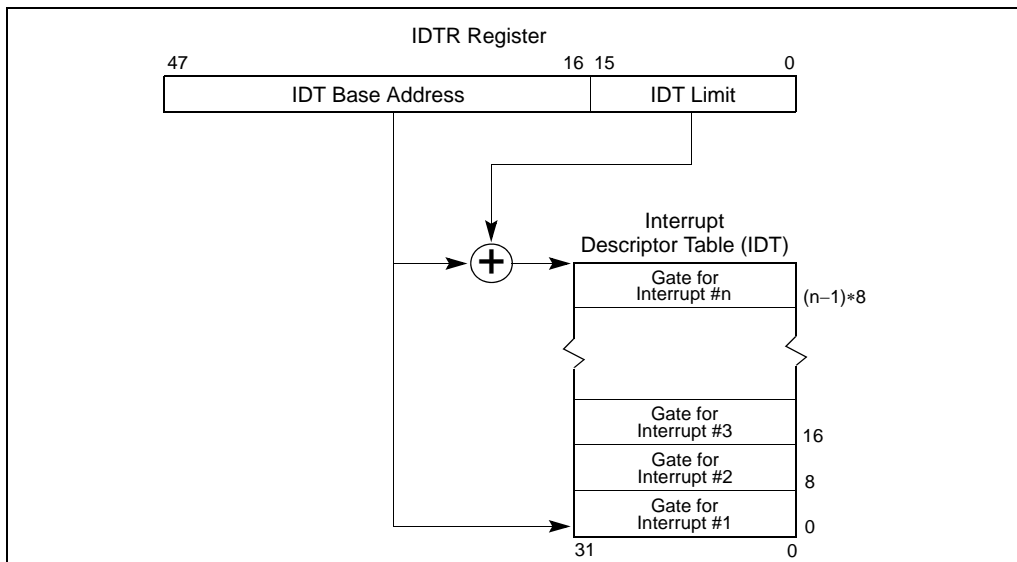 IDTR Register
47 16 15 0
IDT Base Address IDT Limit
+
Interrupt
Descriptor Table (IDT)
Gate for
Interrupt #n
(n−1)∗8
Gate for
Interrupt #3
16
Gate for
Interrupt #2
8
Gate for
Interrupt #1
0
31 0